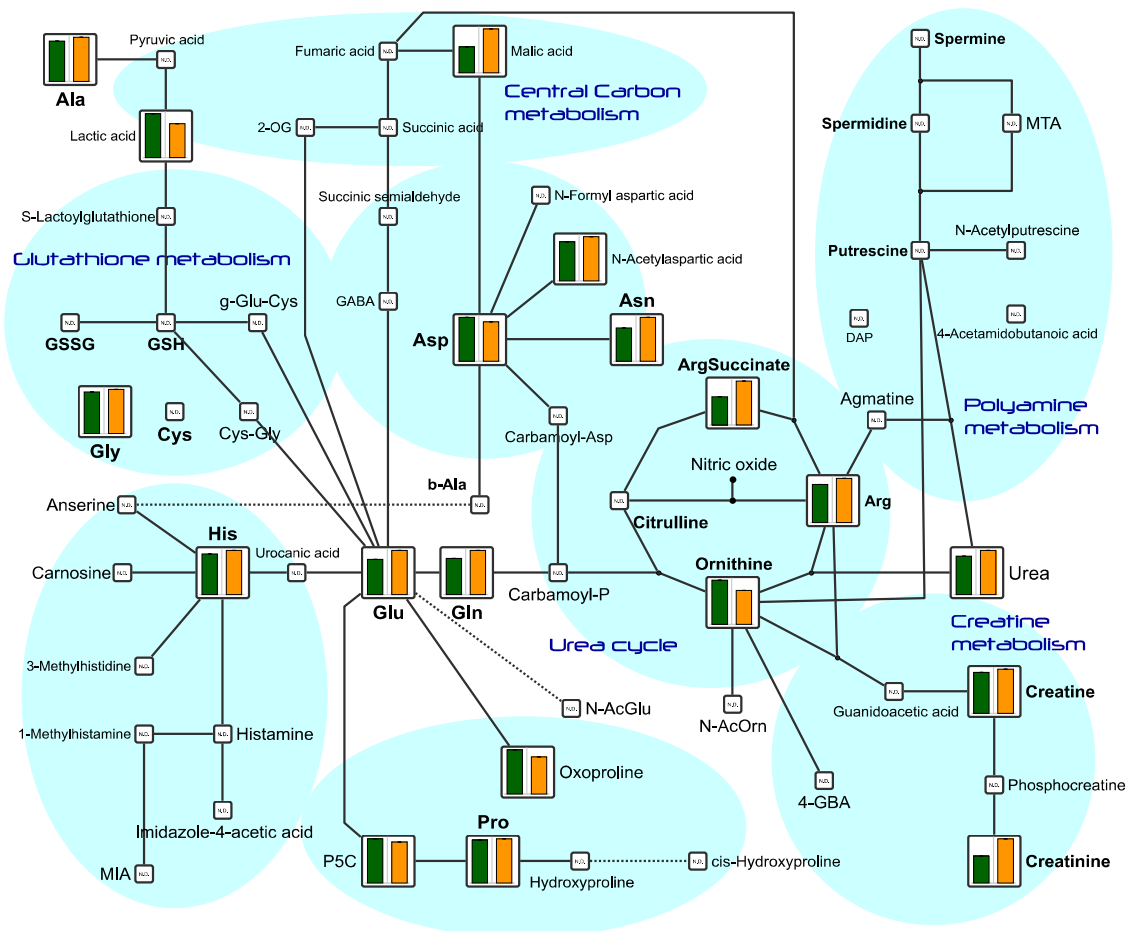 Pyruvic acid
Fumaric acid
N.D.
Malic acid
N.D.
Spermine
N.D.
Ala
Central Carbon
metabolism
Lactic acid
2-OG
N.D.
N.D.
Succinic acid
Spermidine
N.D.
N.D.
MTA
Succinic semialdehyde
N.D.
N.D.
N-Formyl aspartic acid
S-Lactoylglutathione
N.D.
N-Acetylputrescine
Glutathione metabolism
N-Acetylaspartic acid
Putrescine
N.D.
N.D.
g-Glu-Cys
GABA
N.D.
Asn
N.D.
N.D.
N.D.
N.D.
N.D.
GSSG
GSH
Asp
DAP
4-Acetamidobutanoic acid
ArgSuccinate
Gly
N.D.
Cys
N.D.
Cys-Gly
N.D.
Carbamoyl-Asp
Agmatine
N.D.
Polyamine
metabolism
Nitric oxide
b-Ala
Anserine
N.D.
N.D.
N.D.
Citrulline
Arg
His
Urocanic acid
Ornithine
Carnosine
N.D.
N.D.
Glu
Gln
N.D.
Carbamoyl-P
Urea
Urea cycle
Creatine
metabolism
3-Methylhistidine
N.D.
N.D.
N-AcGlu
N.D.
N-AcOrn
N.D.
Guanidoacetic acid
Creatine
1-Methylhistamine
N.D.
N.D.
Histamine
Oxoproline
N.D.
4-GBA
N.D.
Phosphocreatine
N.D.
Imidazole-4-acetic acid
Pro
P5C
N.D.
Hydroxyproline
N.D.
cis-Hydroxyproline
Creatinine
MIA
N.D.